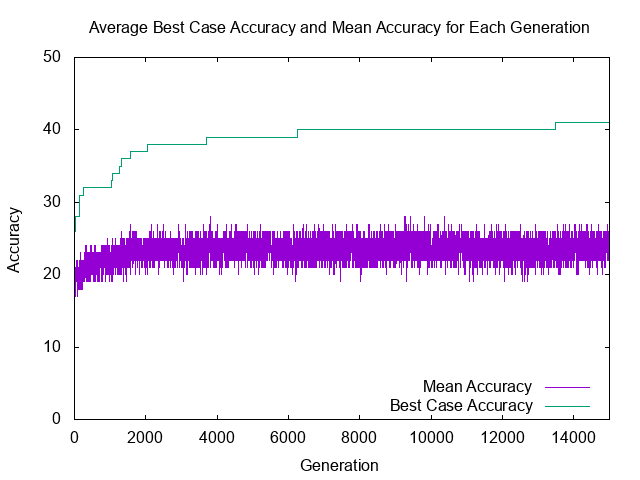 Average Best Case Accuracy and Mean Accuracy for Each Generation
50
40
30
20
10
0
Accuracy
Mean Accuracy
Best Case Accuracy
0 2000 4000 6000 8000 10000 12000 14000
Generation